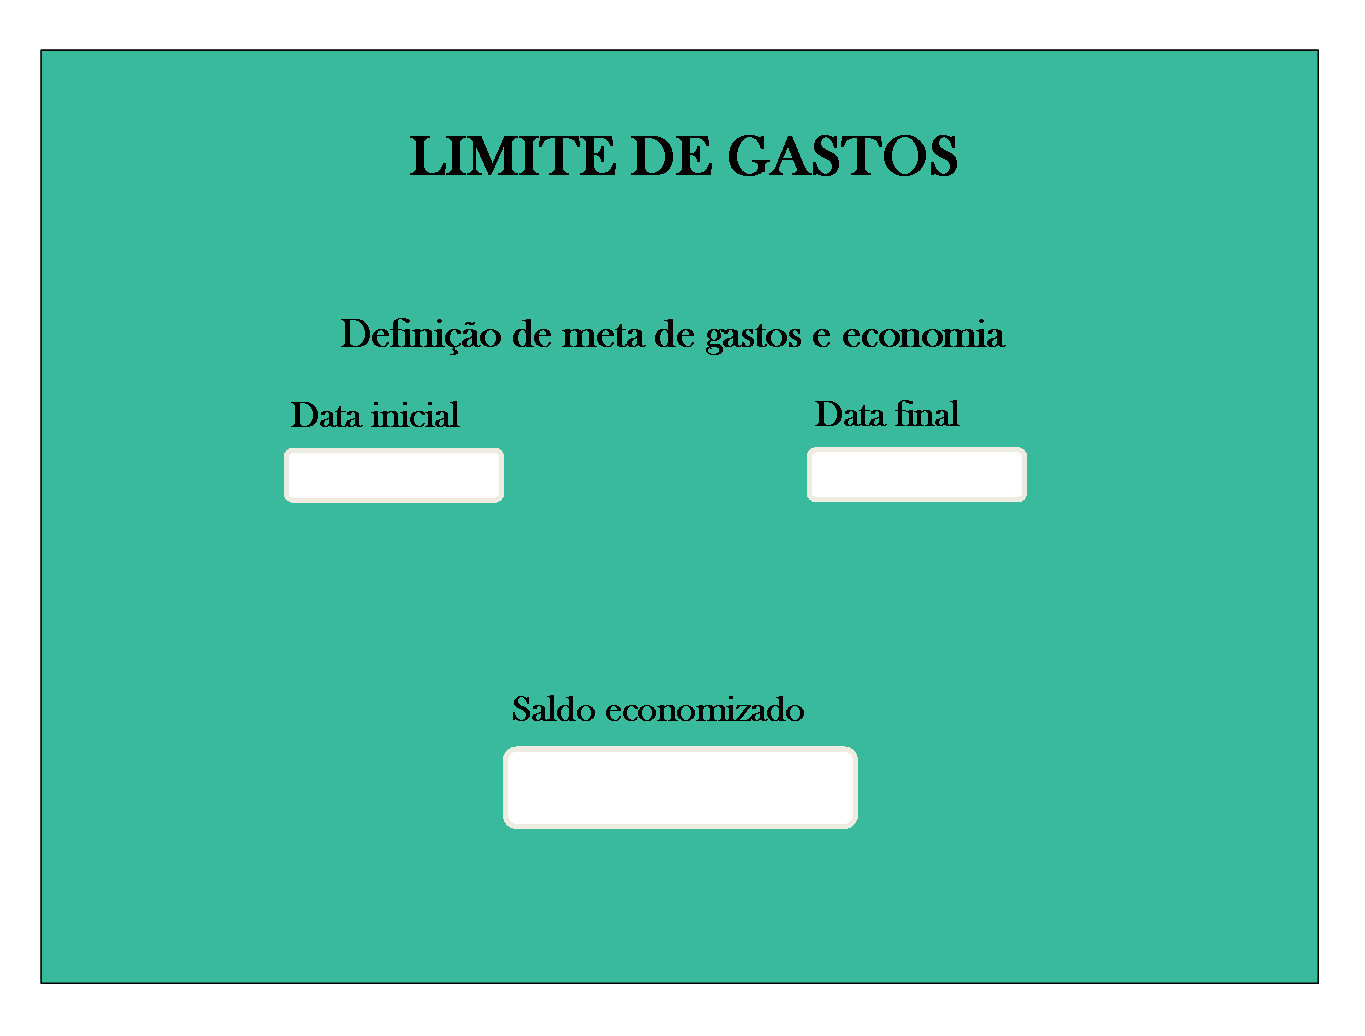 LIMITE DE GASTOS
Definição de meta de gastos e economia
Data inicial
Data final
Saldo economizado